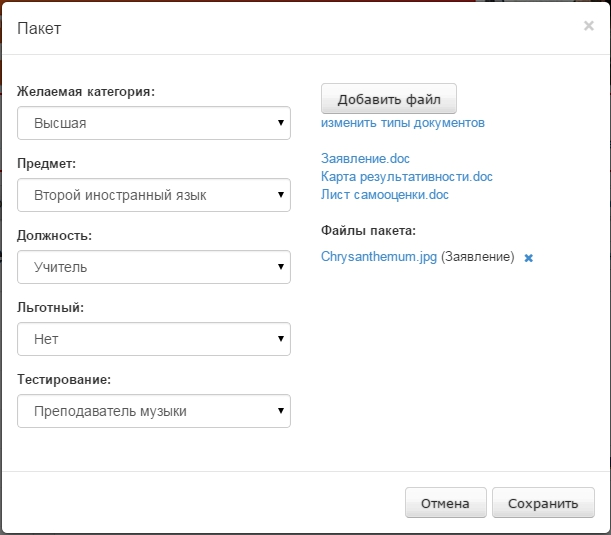 Пакет
×
Желаемая категория:
Высшая
Предмет:
Второй иностранный язык
Должность:
Учитель
Льготный:
Нет
Тестирование:
Преподаватель музыки
Добавить файл
изменить типы документов
Заявление.doc
Карта результативности.doc
Лист самооценки.doc
Файлы пакета:
Chrysanthemum.jpg (Заявление) ×
Отмена Сохранить